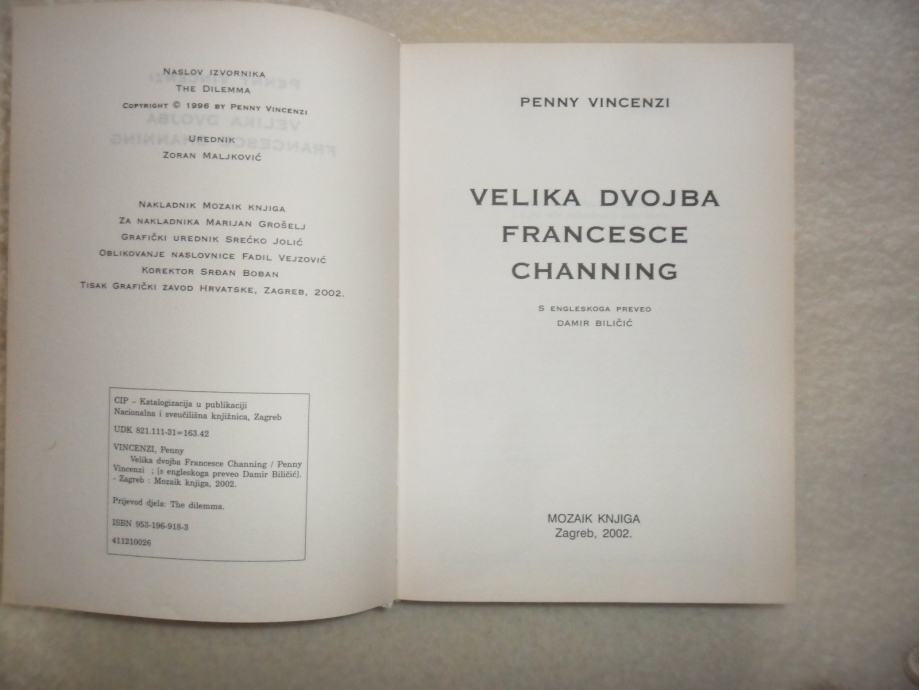 NASLOV IZVORNIKA
THE DILEMMA
COPYRIGHT © 1996 BY PENNY VINCENZI
UREDNIK
ZORAN MALJKOVIĆ
NAKLADNIK MOZAIK KNJIGA
ZA NAKLADNIKA MARIJAN GROŠELJ
GRAFIČKI UREDNIK SREĆKO JOLIĆ
OBLIKOVANJE NASLOVNICE FADIL VEJZOVIĆ
KOREKTOR SRĐAN BOBAN
TISAK GRAFIČKI ZAVOD HRVATSKE, ZAGREB, 2002.
CIP – Katalogizacija u publikaciji
Nacionalna i sveučilišna knjižnica, Zagreb
UDK 821.111-31=163.42
VINCENZI, Penny
Velika dvojba Francesce Channing / Penny
Vincenzi ; [s engleskoga preveo Damir Biličić].
- Zagreb : Mozaik knjiga, 2002.
Prijevod djela: The dilemma.
ISBN 953-196-918-3
411210026
PENNY VINCENZI
VELIKA DVOJBA
FRANCESCE
CHANNING
S ENGLESKOGA PREVEO
DAMIR BILIČIĆ
MOZAIK KNJIGA
Zagreb, 2002.